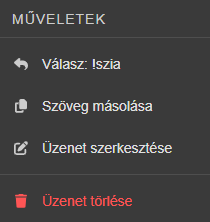 MŰVELETEK
Válasz: !szia
Szöveg másolása
Üzenet szerkesztése
Üzenet törlése